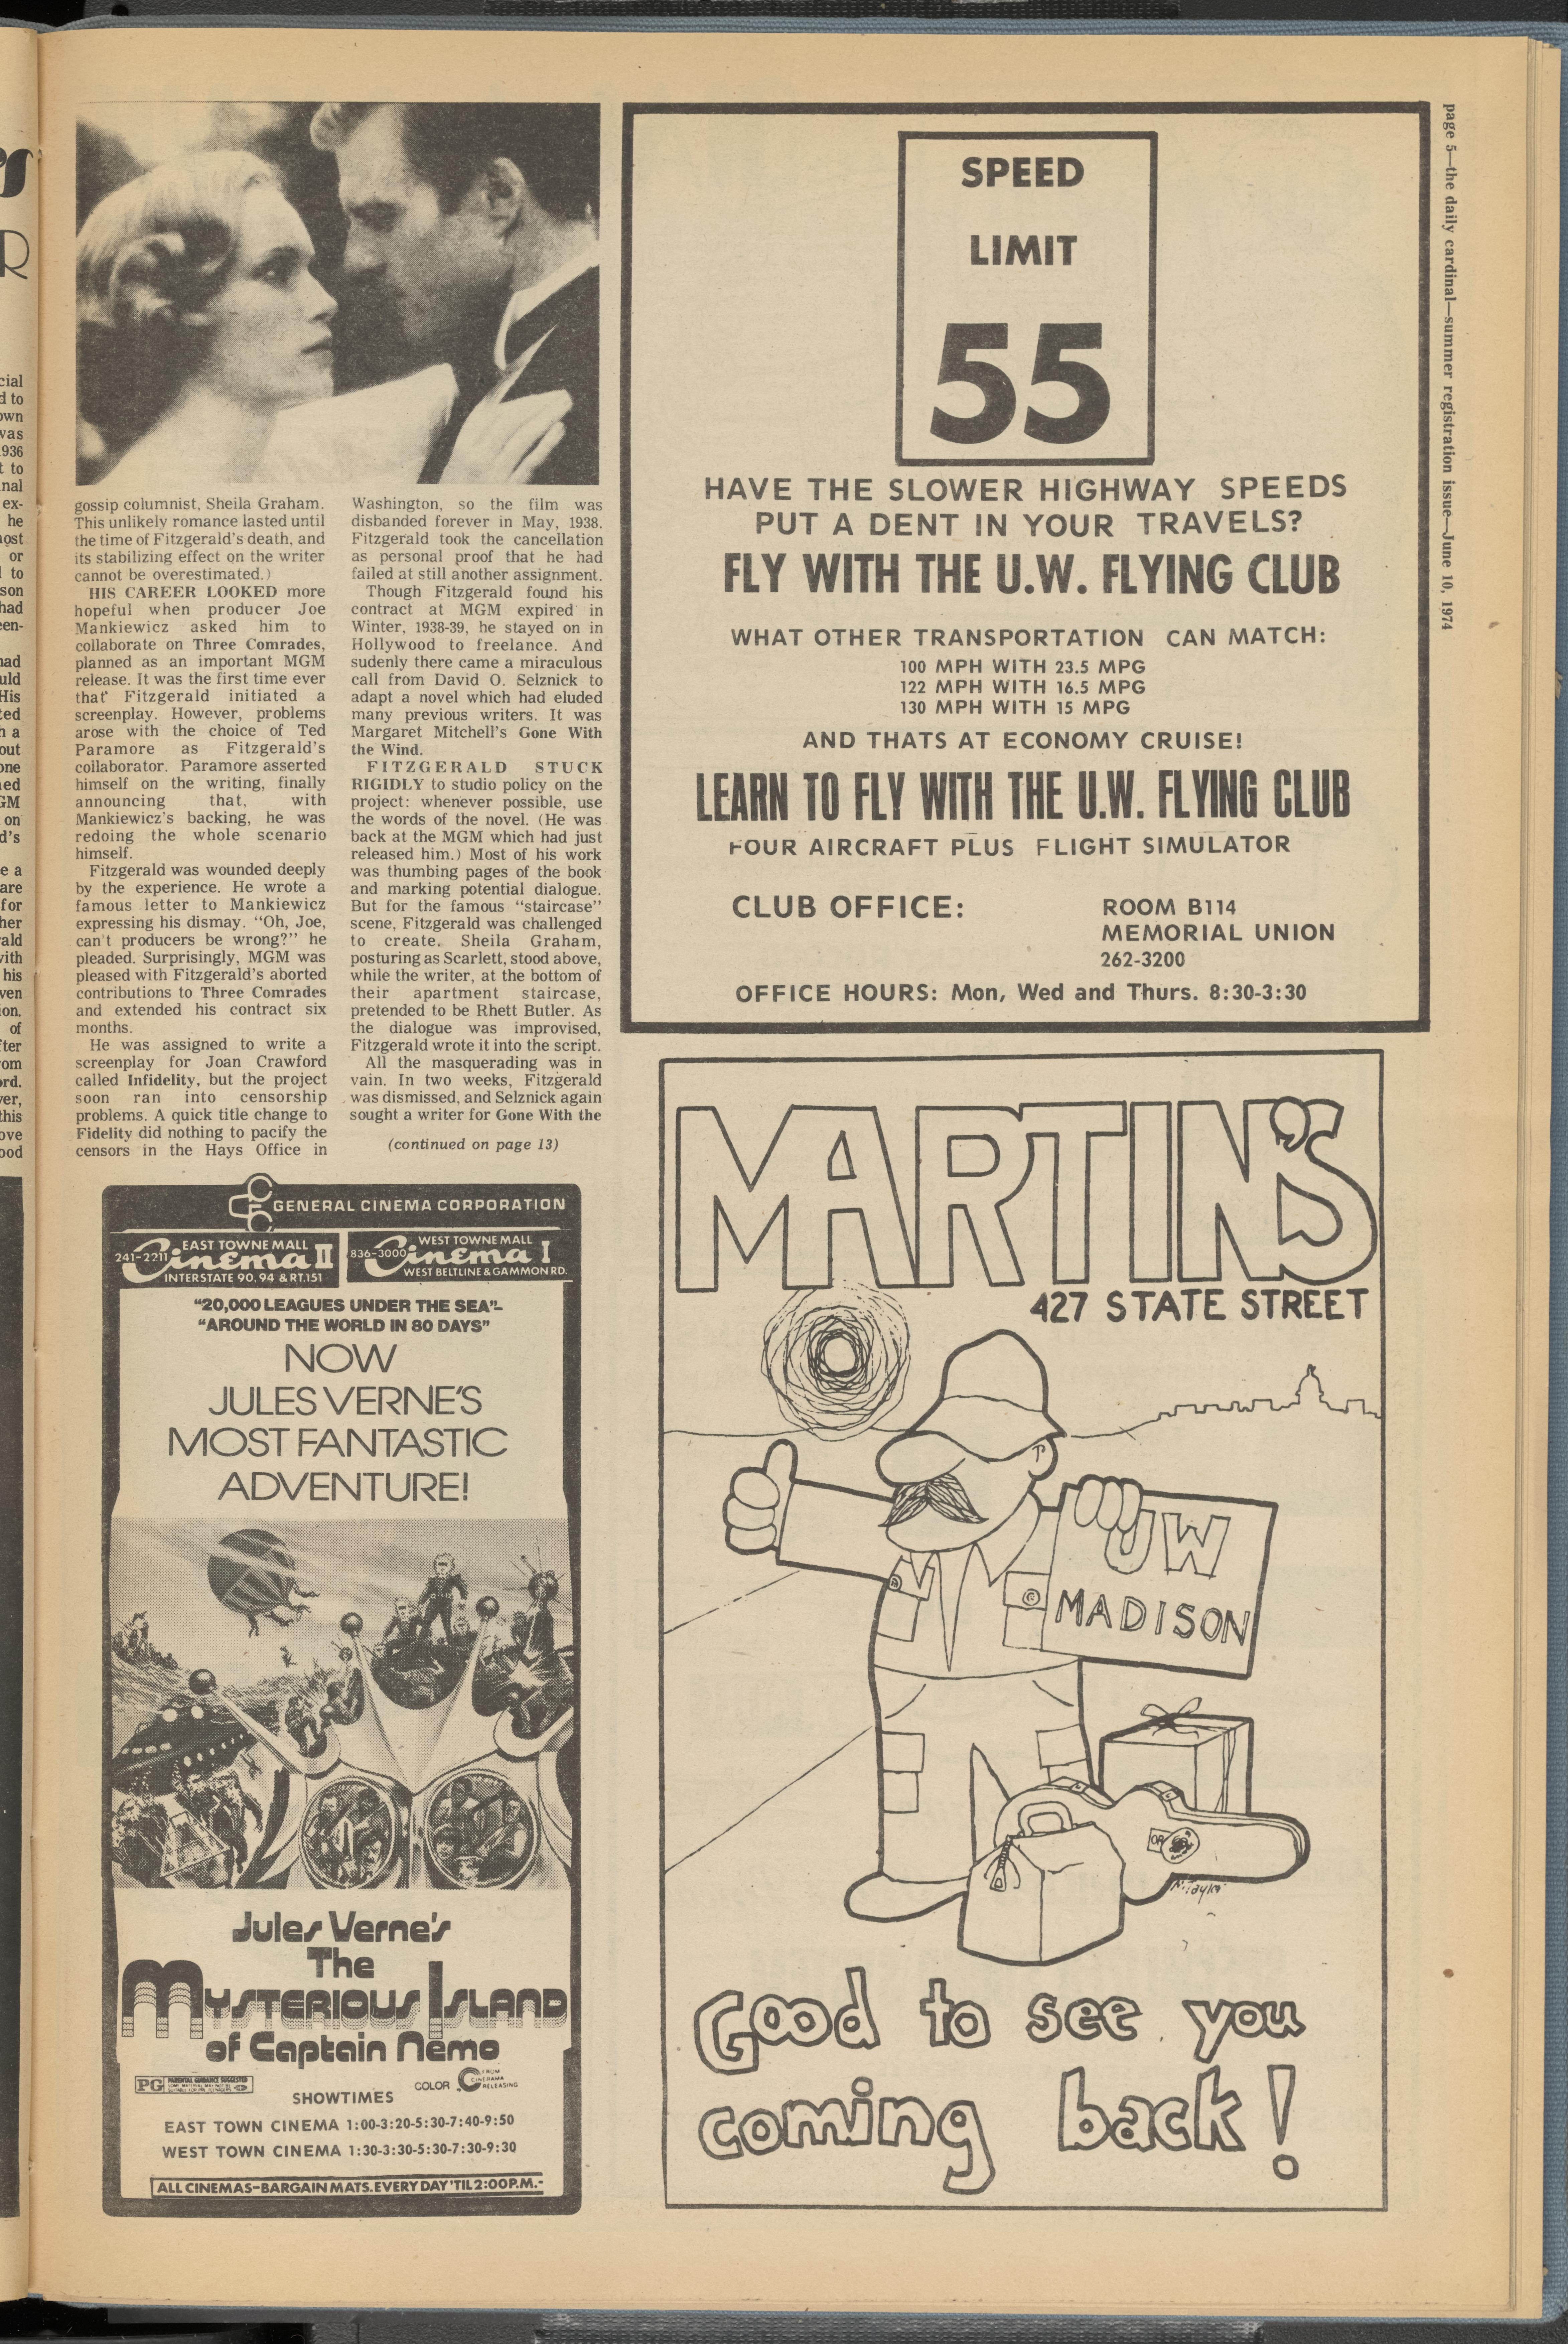 gossip columnist, Sheila Graham.
This unlikely romance lasted until
the time of Fitzgerald's death, and
its stabilizing effect on the writer
cannot be overestimated.)
HIS CAREER LOOKED more
hopeful when producer Joe
Mankiewicz asked him to
collaborate on Three Comrades,
planned as an important MGM
release. It was the first time ever
that Fitzgerald initiated a
screenplay. However, problems
arose with the choice of Ted
Paramore as Fitzgerald's
collaborator. Paramore asserted
himself on the writing, finally
announcing that, with
Mankiewicz's backing, he was
redoing the whole scenario
himself.
Fitzgerald was wounded deeply
by the experience. He wrote a
famous letter to Mankiewicz
expressing his dismay. "Oh, Joe,
can't producers be wrong?" he
pleaded. Surprisingly, MGM was
pleased with Fitzgerald's aborted
contributions to Three Comrades
and extended his contract six
months.
He was assigned to write a
screenplay for Joan Crawford
called Infidelity, but the project
soon ran into censorship
problems. A quick title change to
Fidelity did nothing to pacify the
censors in the Hays Office in
Washington, so the film was
disbanded forever in May, 1938.
Fitzgerald took the cancellation
as personal proof that he had
failed at still another assignment.
Though Fitzgerald found his
contract at MGM expired in
Winter, 1938-39, he stayed on in
Hollywood to freelance. And
sudenly there came a miraculous
call from David O. Selznick to
adapt a novel which had eluded
many previous writers. It was
Margaret Mitchell's Gone With
the Wind.
FITZGERALD STUCK
RIGIDLY to studio policy on the
project: whenever possible, use
the words of the novel. (He was
back at the MGM which had just
released him.) Most of his work
was thumbing pages of the book
and marking potential dialogue.
But for the famous "staircase"
scene, Fitzgerald was challenged
to create. Sheila Graham,
posturing as Scarlett, stood above,
while the writer, at the bottom of
their apartment staircase,
pretended to be Rhett Butler. As
the dialogue was improvised,
Fitzgerald wrote it into the script.
All the masquerading was in
vain. In two weeks, Fitzgerald
was dismissed, and Selznick again
sought a writer for Gone With the
(continued on page 13)
GENERAL CINEMA CORPORATION
EAST TOWNE MALL
241-2211 Cinema II
INTERSTATE 90, 94 & RT.151
WEST TOWNE MALL
836-3000 Cinema I
WEST BELTLINE & GAMMON RD.
"20,000 LEAGUES UNDER THE SEA"-
"AROUND THE WORLD IN 80 DAYS"
NOW
JULES VERNE'S
MOST FANTASTIC
ADVENTURE!
Jules Verne's
The
Mysterious Island
of Captain Nemo
PG PARENTAL GUIDANCE SUGGESTED
COLOR
FROM
CINERAMA
RELEASING
SHOWTIMES
EAST TOWN CINEMA 1:00-3:20-5:30-7:40-9:50
WEST TOWN CINEMA 1:30-3:30-5:30-7:30-9:30
ALL CINEMAS-BARGAIN MATS. EVERY DAY 'TIL 2:00P.M.-
SPEED
LIMIT
55
HAVE THE SLOWER HIGHWAY SPEEDS
PUT A DENT IN YOUR TRAVELS?
FLY WITH THE U.W. FLYING CLUB
WHAT OTHER TRANSPORTATION CAN MATCH:
100 MPH WITH 23.5 MPG
122 MPH WITH 16.5 MPG
130 MPH WITH 15 MPG
AND THATS AT ECONOMY CRUISE!
LEARN TO FLY WITH THE U.W. FLYING CLUB
FOUR AIRCRAFT PLUS FLIGHT SIMULATOR
CLUB OFFICE:
ROOM B114
MEMORIAL UNION
262-3200
OFFICE HOURS: Mon, Wed and Thurs. 8:30-3:30
MARTIN'S
427 STATE STREET
UW
MADISON
Good to see you
coming back!
page 5—the daily cardinal—summer registration issue—June 10, 1974